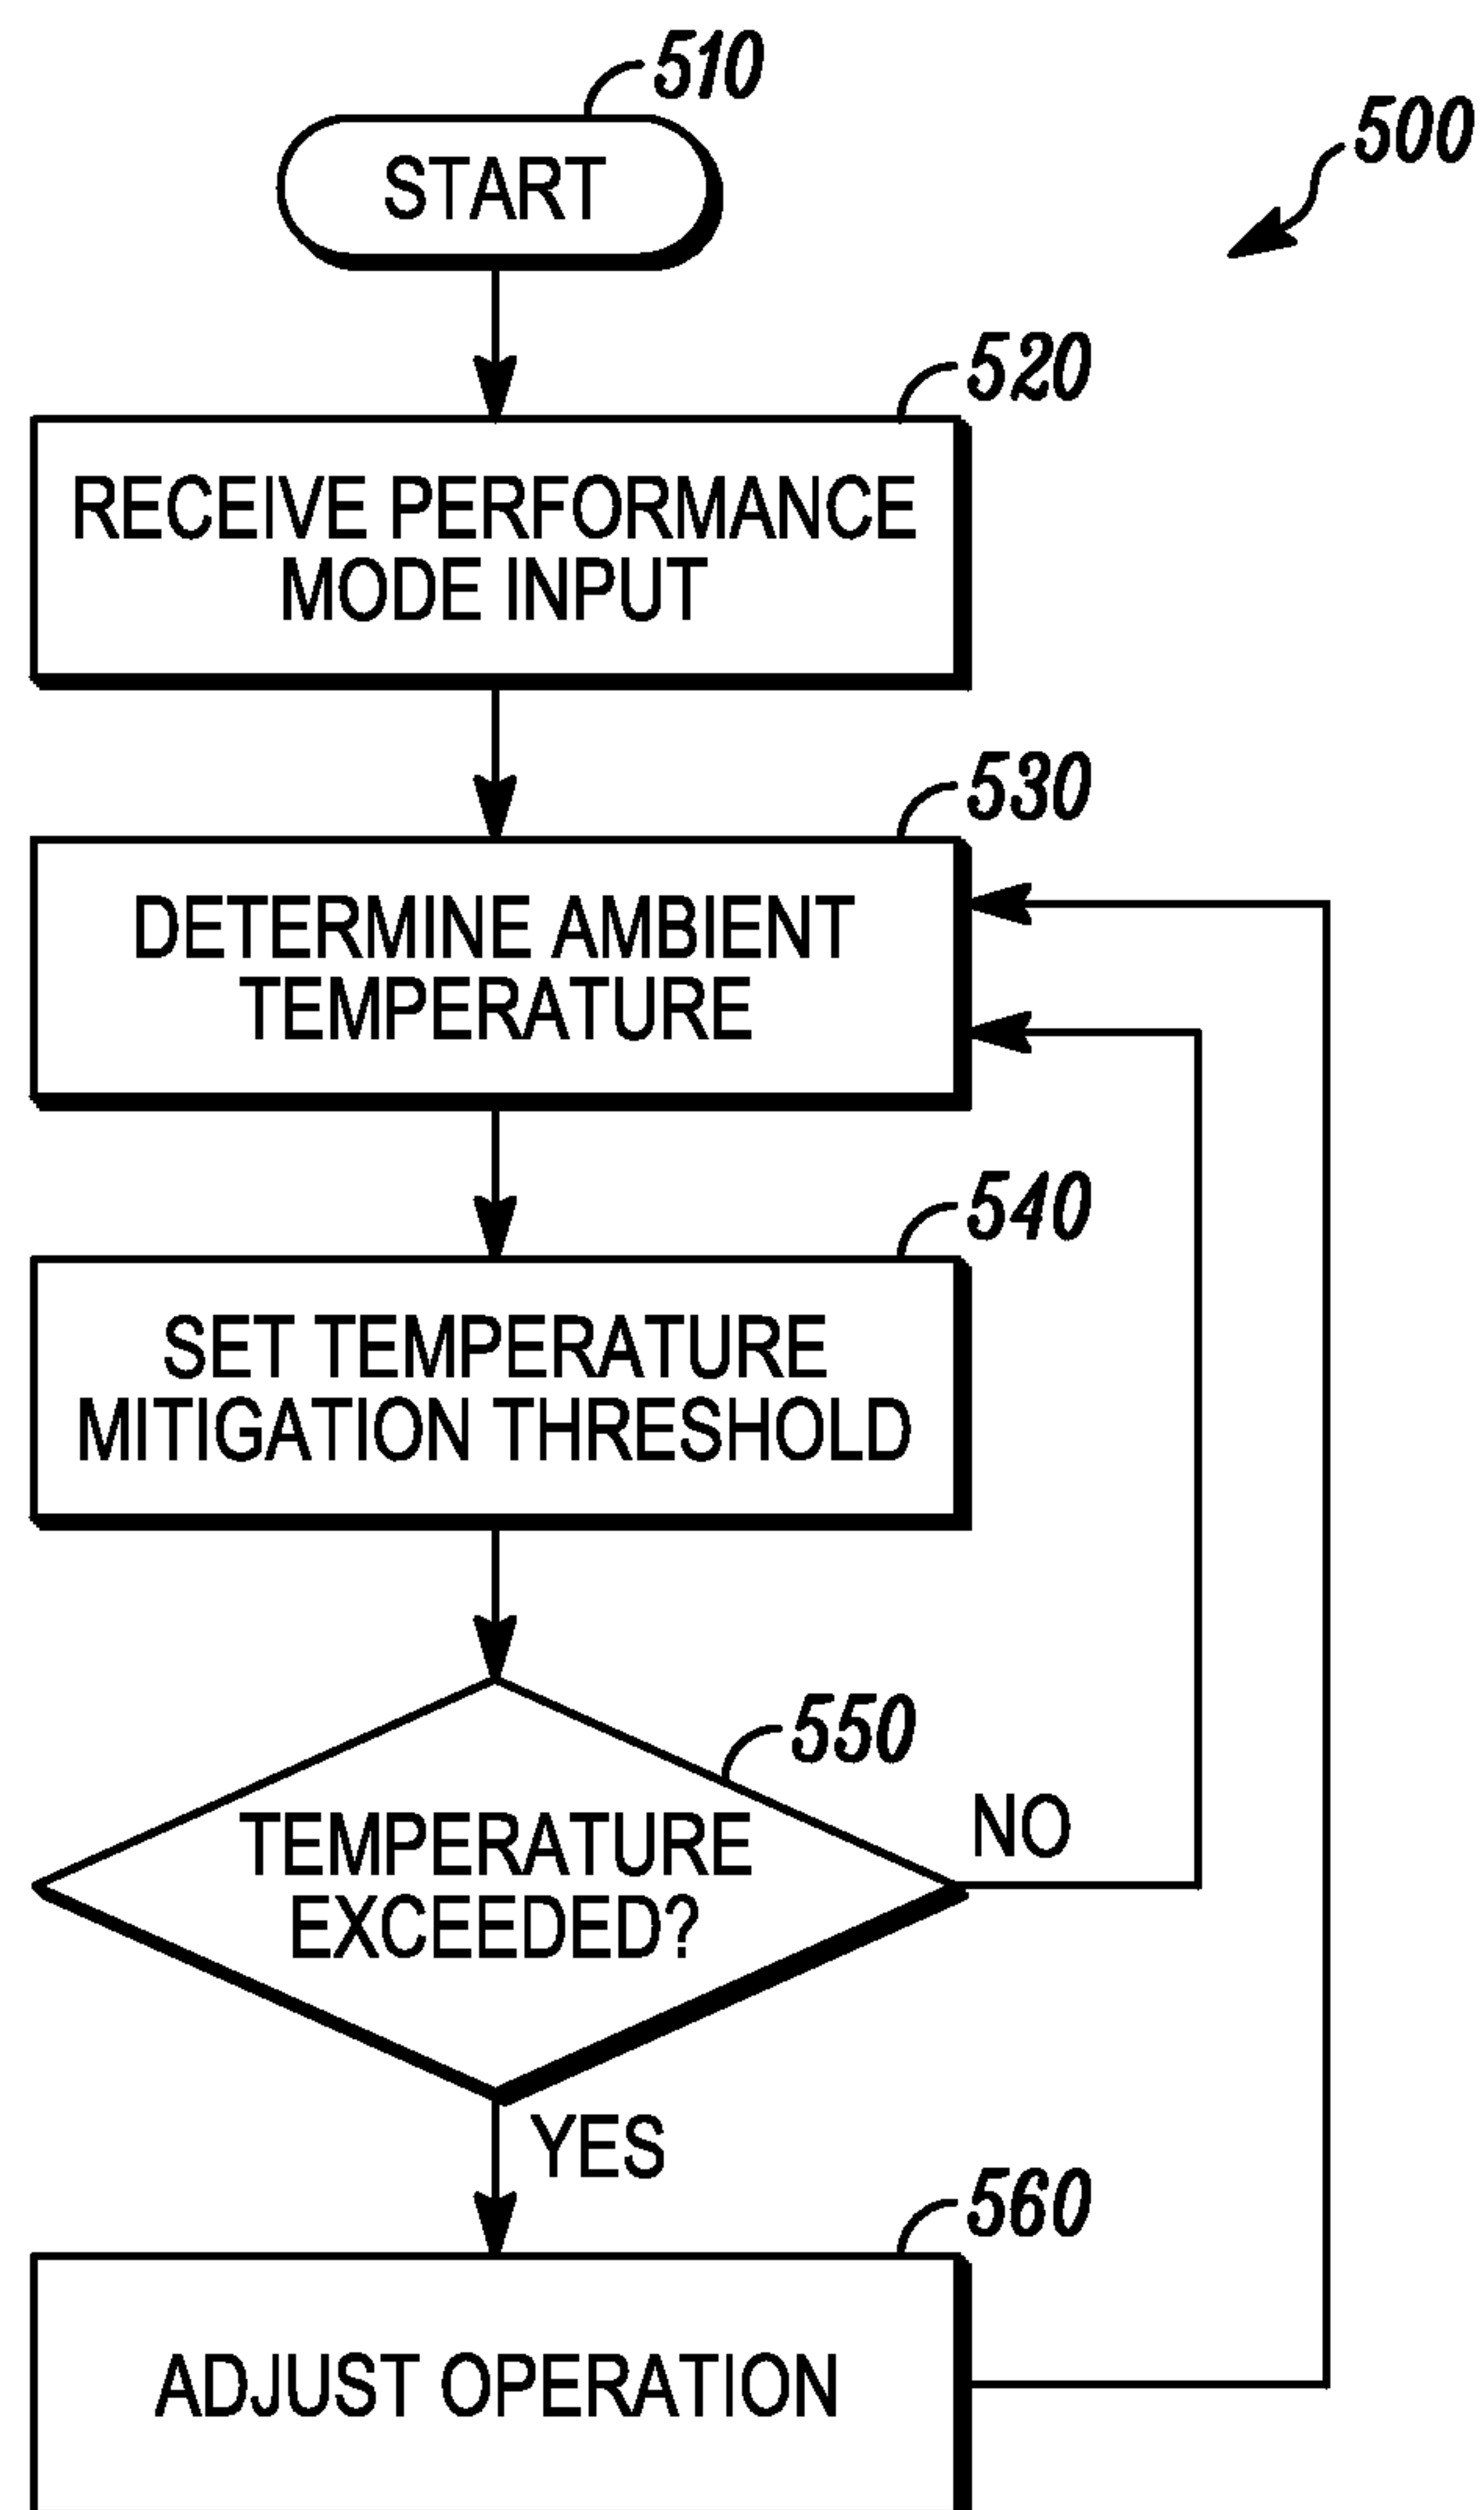 510
500
START
520
RECEIVE PERFORMANCE
MODE INPUT
530
DETERMINE AMBIENT
TEMPERATURE
540
SET TEMPERATURE
MITIGATION THRESHOLD
550
TEMPERATURE
EXCEEDED?
NO
YES
560
ADJUST OPERATION